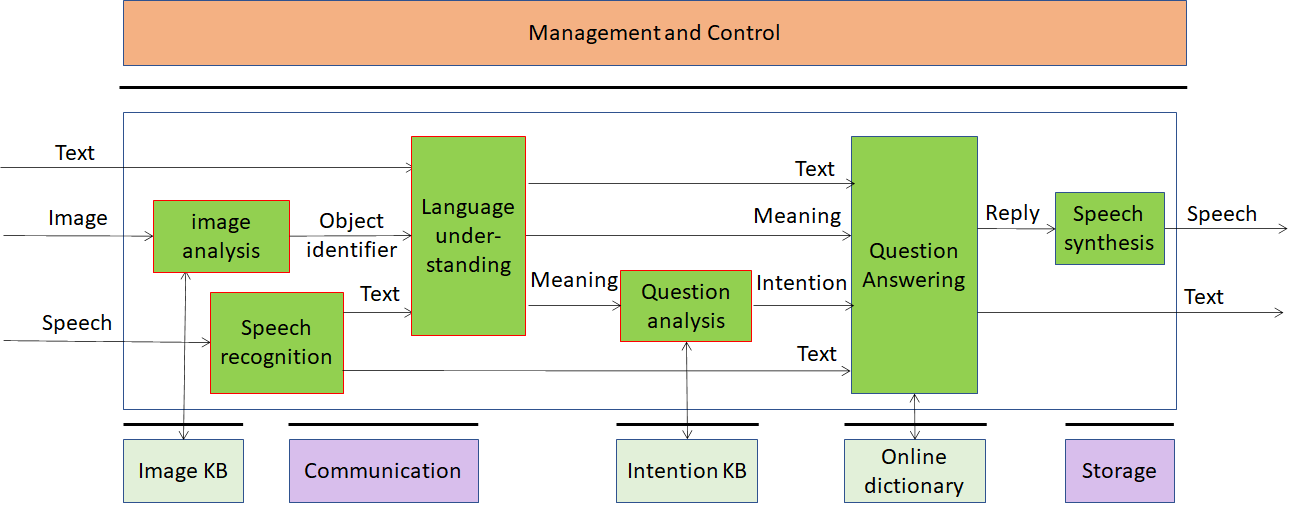 Management and Control
Text
Image
Speech
image
analysis
Object
identifier
Speech
recognition
Text
Language
under-
standing
Meaning
Question
analysis
Text
Meaning
Intention
Text
Question
Answering
Reply
Speech
synthesis
Speech
Text
Image KB
Communication
Intention KB
Online
dictionary
Storage